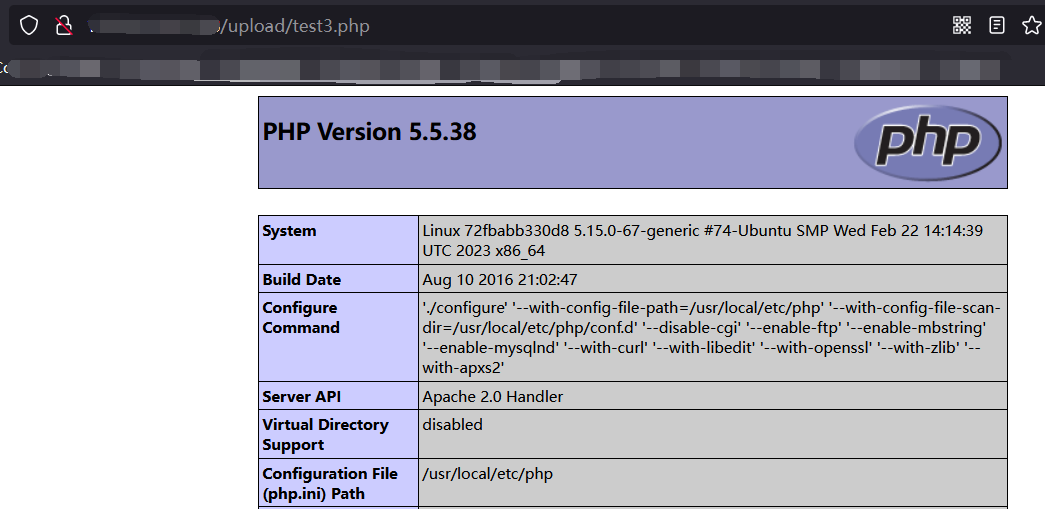 /upload/test3.php
PHP Version 5.5.38
php
System
Linux 72fbabb330d8 5.15.0-67-generic #74-Ubuntu SMP Wed Feb 22 14:14:39
UTC 2023 x86_64
Build Date
Aug 10 2016 21:02:47
Configure
Command
'./configure' '--with-config-file-path=/usr/local/etc/php' '--with-config-file-scan-
dir=/usr/local/etc/php/conf.d' '--disable-cgi' '--enable-ftp' '--enable-mbstring'
'--enable-mysqlnd' '--with-curl' '--with-libedit' '--with-openssl' '--with-zlib' '--
with-apxs2'
Server API
Apache 2.0 Handler
Virtual Directory
Support
disabled
Configuration File
(php.ini) Path
/usr/local/etc/php